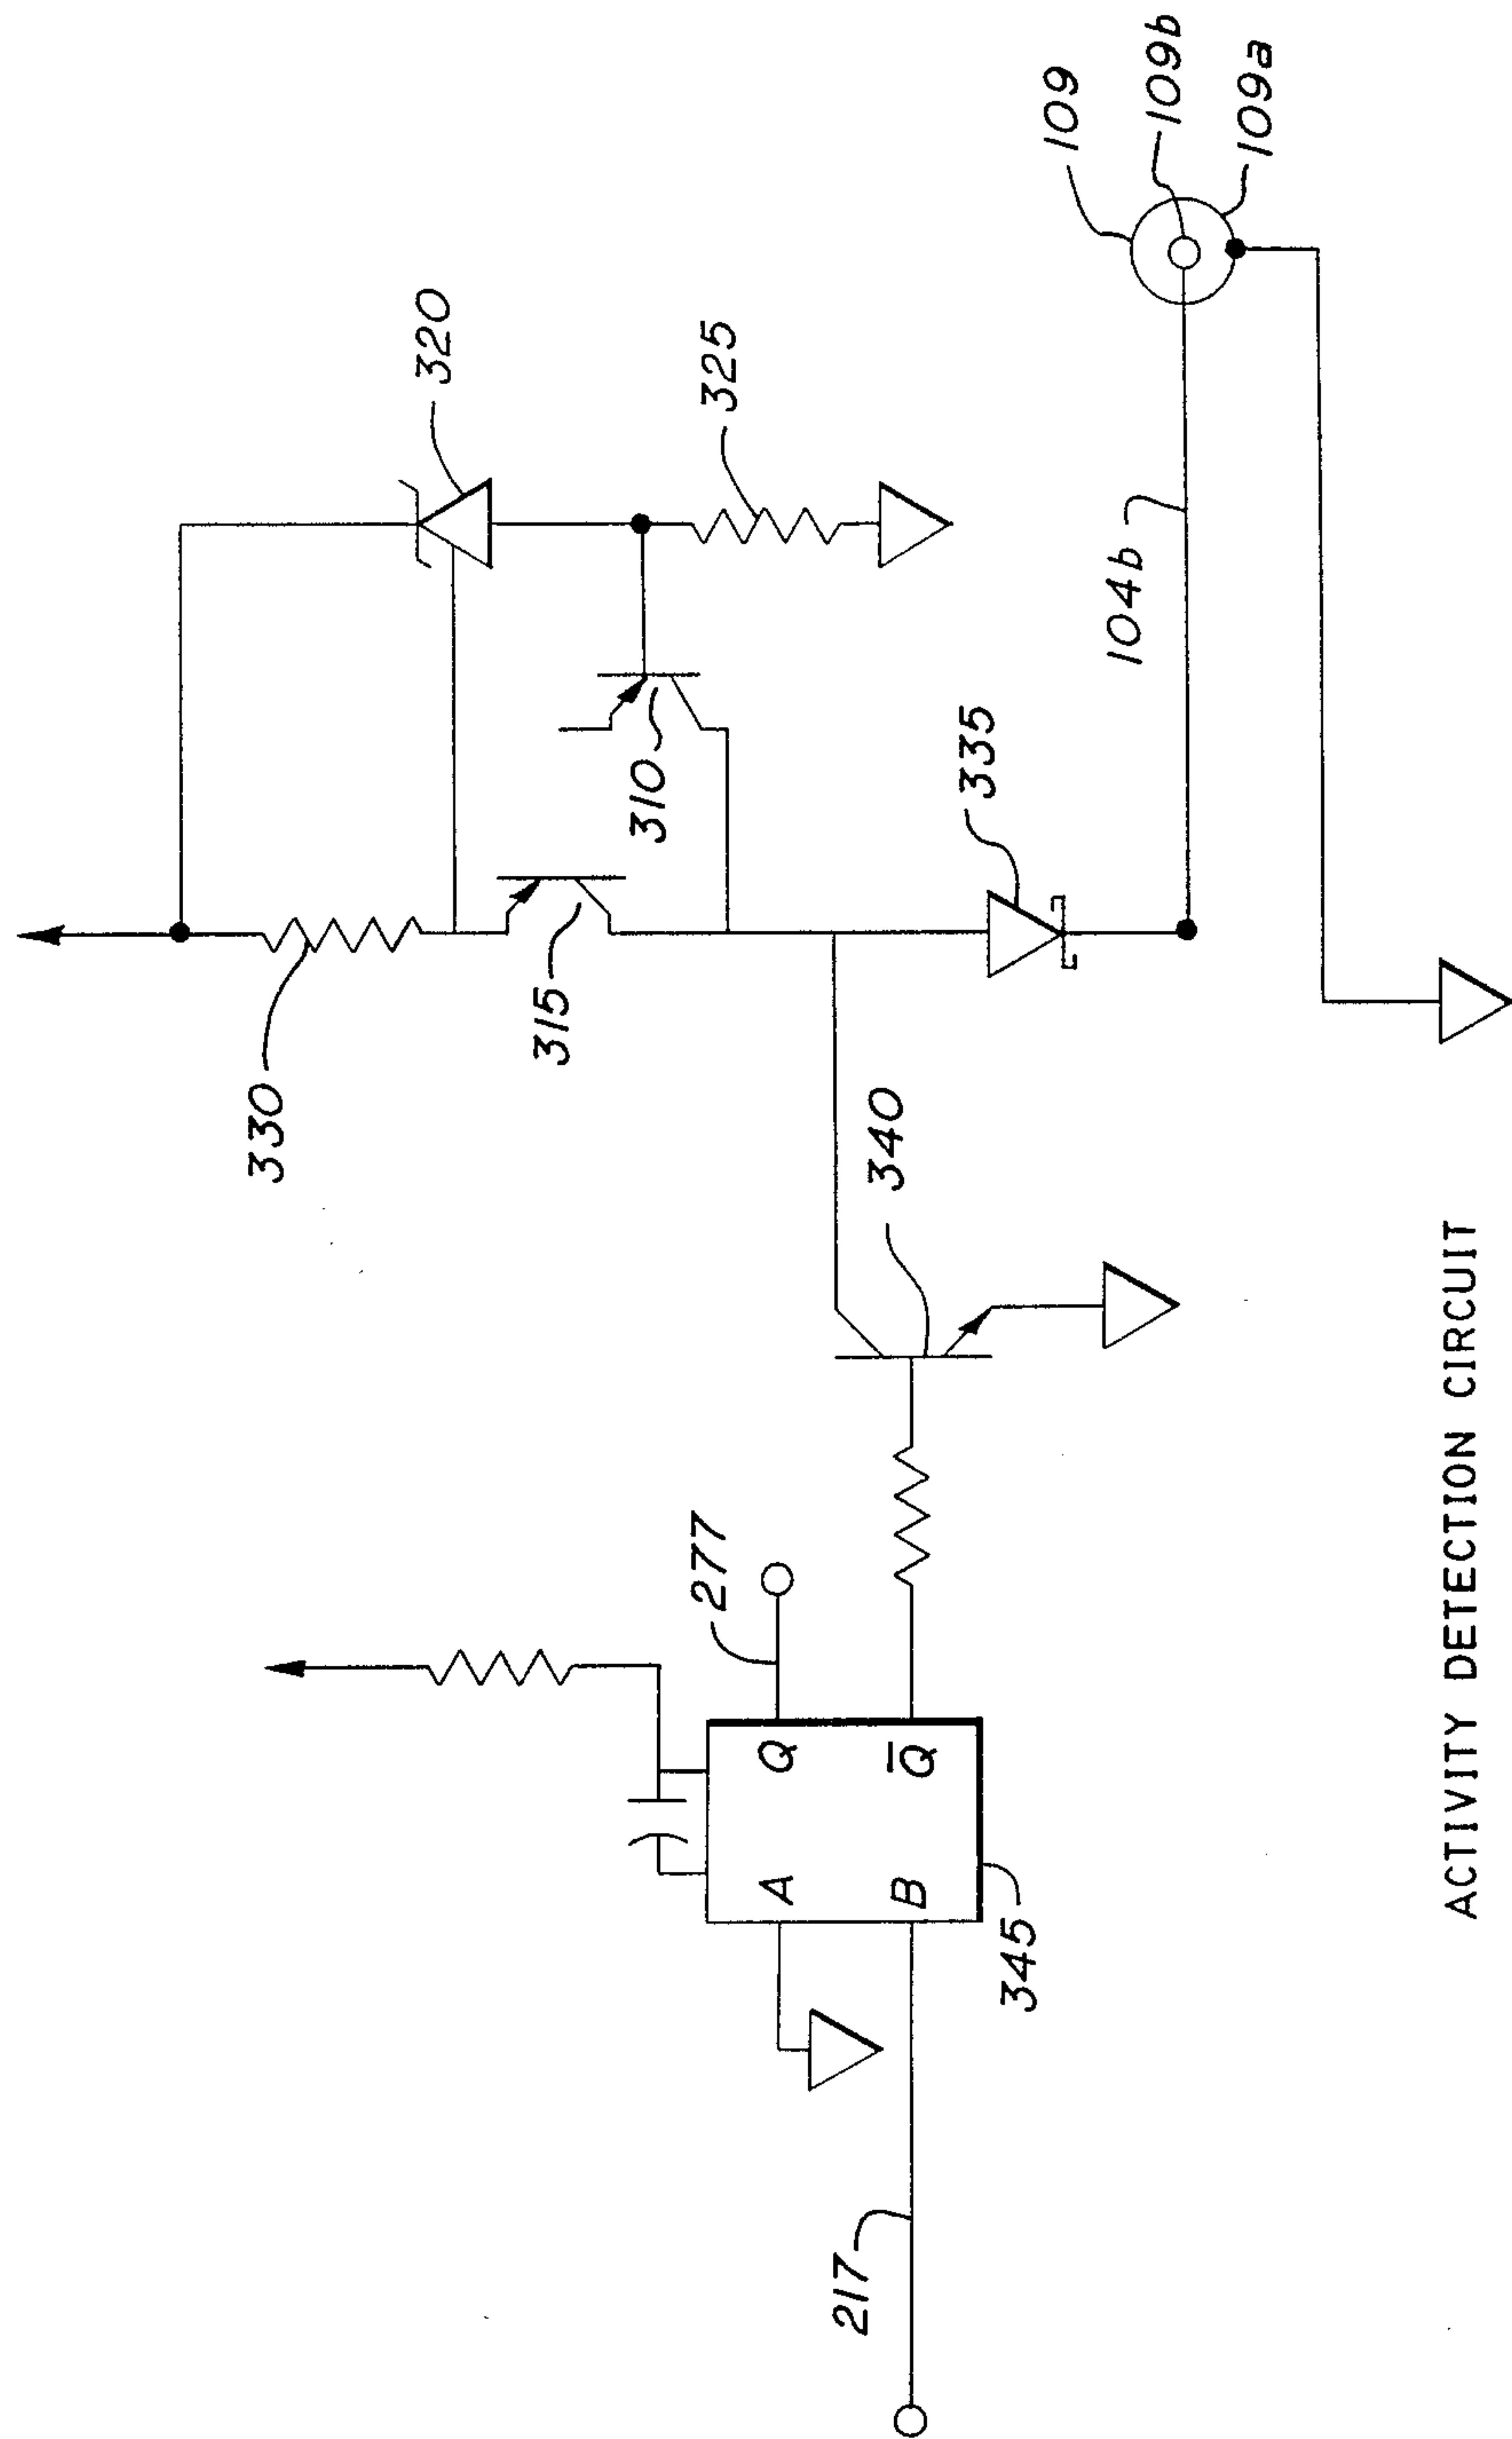 330
320
315
310
325
335
340
104b
109
109b
109a
277
A
Q
B
Q̅
345
217
ACTIVITY DETECTION CIRCUIT